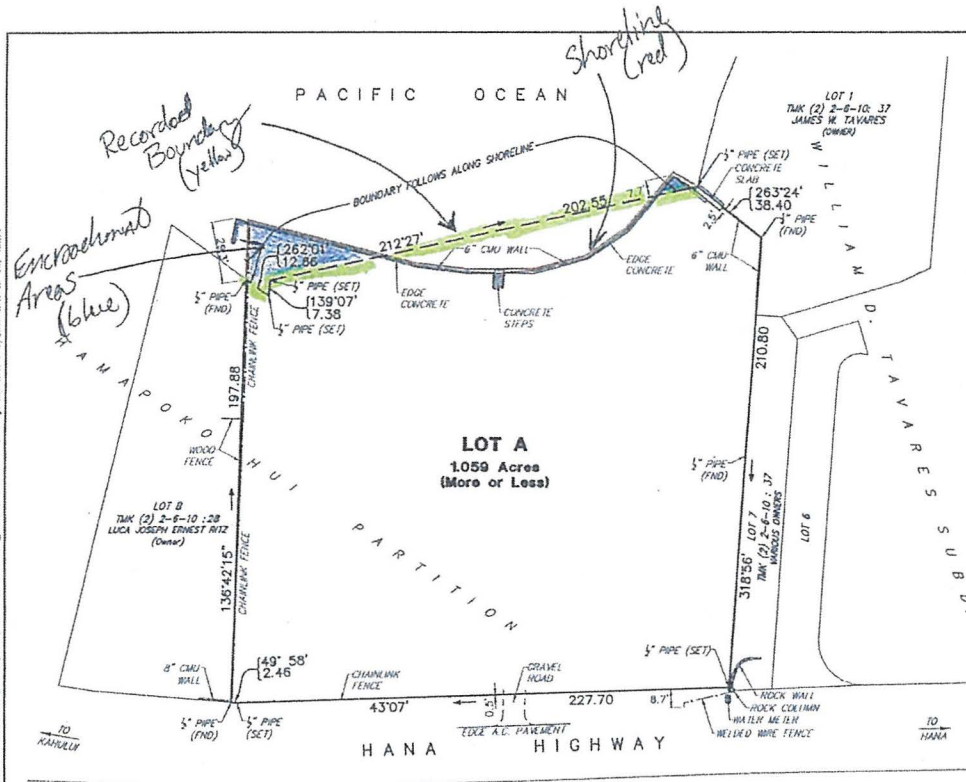 Shoreline
(red)
PACIFIC OCEAN
Recorded
Boundary
(yellow)
LOT 1
TMK (2) 2-6-10: 37
JAMES W. TAVARES
(OWNER)
BOUNDARY FOLLOWS ALONG SHORELINE
½" PIPE (SET)
CONCRETE
SLAB
263°24'
38.40
½" PIPE
(FND)
202.55
7.7'
2.5'
212°27'
6" CMU WALL
EDGE
CONCRETE
6" CMU
WALL
Encroachment
Areas
(blue)
262°01'
12.86
½" PIPE (SET)
139°07'
7.38
½" PIPE (SET)
½" PIPE
(FND)
EDGE
CONCRETE
CONCRETE
STEPS
WILLIAM D. TAVARES SUBD
CHAINLINK FENCE
197.88
210.80
HAMAPOKO HUI PARTITION
WOOD
FENCE
LOT A
1.059 Acres
(More or Less)
½" PIPE
(FND)
LOT 8
TMK (2) 2-6-10 :28
LUCA JOSEPH ERNEST RITZ
(Owner)
136°42'15"
CHAINLINK FENCE
318°56'
LOT 7
TMK (2) 2-6-10 : 37
VARIOUS OWNERS
LOT 6
8" CMU
WALL
49° 58'
2.46
CHAINLINK
FENCE
GRAVEL
ROAD
½" PIPE (SET)
½" PIPE
(FND)
½" PIPE
(SET)
43°07'
0.5'
227.70
8.7'
ROCK WALL
ROCK COLUMN
WATER METER
WELDED WIRE FENCE
EDGE A.C. PAVEMENT
TO
KAHULUI
HANA HIGHWAY
TO
HANA